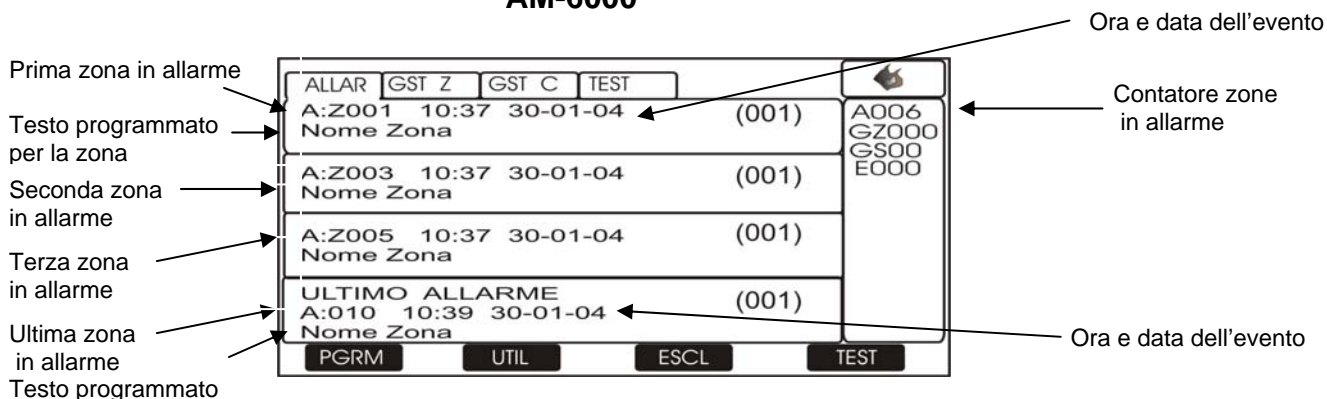 AM-6000
Ora e data dell'evento
Prima zona in allarme
Testo programmato
per la zona
Seconda zona
in allarme
Terza zona
in allarme
Ultima zona
in allarme
Testo programmato
ALLAR GST Z GST C TEST
A:Z001 10:37 30-01-04 (001)
Nome Zona
A:Z003 10:37 30-01-04 (001)
Nome Zona
A:Z005 10:37 30-01-04 (001)
Nome Zona
ULTIMO ALLARME (001)
A:010 10:39 30-01-04
Nome Zona
A006
GZ000
GS00
E000
PGRM UTIL ESCL TEST
Contatore zone
in allarme
Ora e data dell'evento